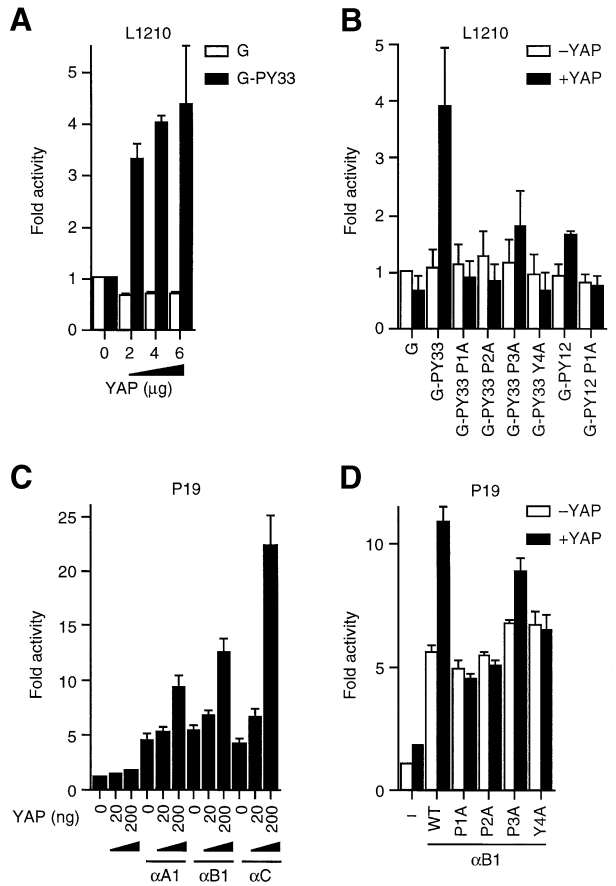 A
L1210
G
G-PY33
Fold activity
5
4
3
2
1
0
0 2 4 6
YAP (μg)
B
L1210
–YAP
+YAP
Fold activity
5
4
3
2
1
0
G
G-PY33
G-PY33 P1A
G-PY33 P2A
G-PY33 P3A
G-PY33 Y4A
G-PY12
G-PY12 P1A
C
P19
Fold activity
25
20
15
10
5
0
YAP (ng) 0 20 200 0 20 200 0 20 200 0 20 200
αA1 αB1 αC
D
P19
–YAP
+YAP
Fold activity
10
5
0
– WT P1A P2A P3A Y4A
αB1